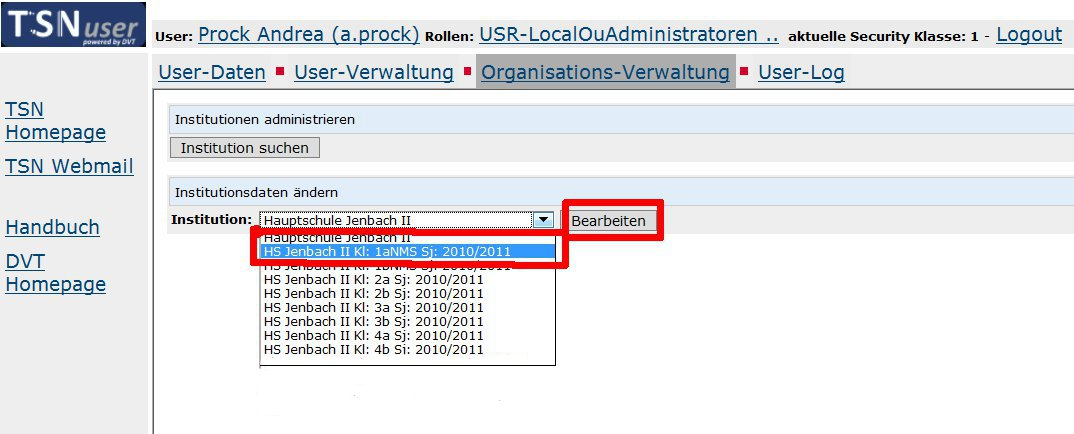 TSN user
powered by DVT
User: Prock Andrea (a.prock) Rollen: USR-LocalOuAdministratoren .. aktuelle Security Klasse: 1 - Logout
User-Daten User-Verwaltung Organisations-Verwaltung User-Log
TSN
Homepage
TSN Webmail
Handbuch
DVT
Homepage
Institutionen administrieren
Institution suchen
Institutionsdaten ändern
Institution: Hauptschule Jenbach II Bearbeiten
Hauptschule Jenbach II
HS Jenbach II Kl: 1aNMS Sj: 2010/2011
HS Jenbach II Kl: 1bNMS Sj: 2010/2011
HS Jenbach II Kl: 2a Sj: 2010/2011
HS Jenbach II Kl: 2b Sj: 2010/2011
HS Jenbach II Kl: 3a Sj: 2010/2011
HS Jenbach II Kl: 3b Sj: 2010/2011
HS Jenbach II Kl: 4a Sj: 2010/2011
HS Jenbach II Kl: 4b Sj: 2010/2011